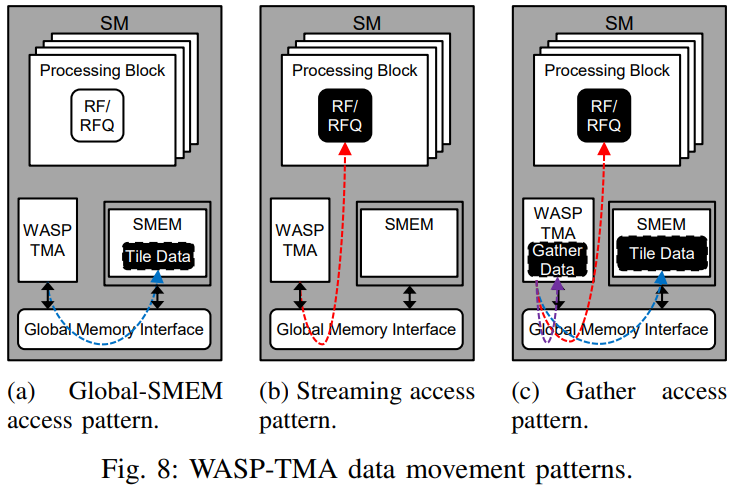 SM
Processing Block
RF/
RFQ
WASP
TMA
SMEM
Tile Data
Global Memory Interface
(a) Global-SMEM
access pattern.
SM
Processing Block
RF/
RFQ
WASP
TMA
SMEM
Global Memory Interface
(b) Streaming access
pattern.
SM
Processing Block
RF/
RFQ
WASP
TMA
Gather
Data
SMEM
Tile Data
Global Memory Interface
(c) Gather access
pattern.
Fig. 8: WASP-TMA data movement patterns.